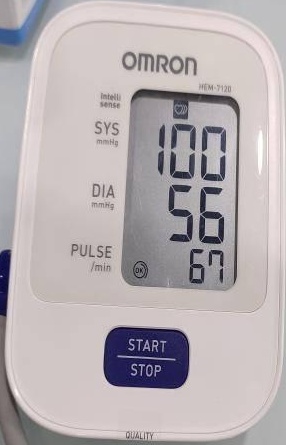 OMRON
HEM-7120
Intelli
sense
SYS
mmHg
100
DIA
mmHg
56
PULSE
/min
OK
67
START
STOP
QUALITY